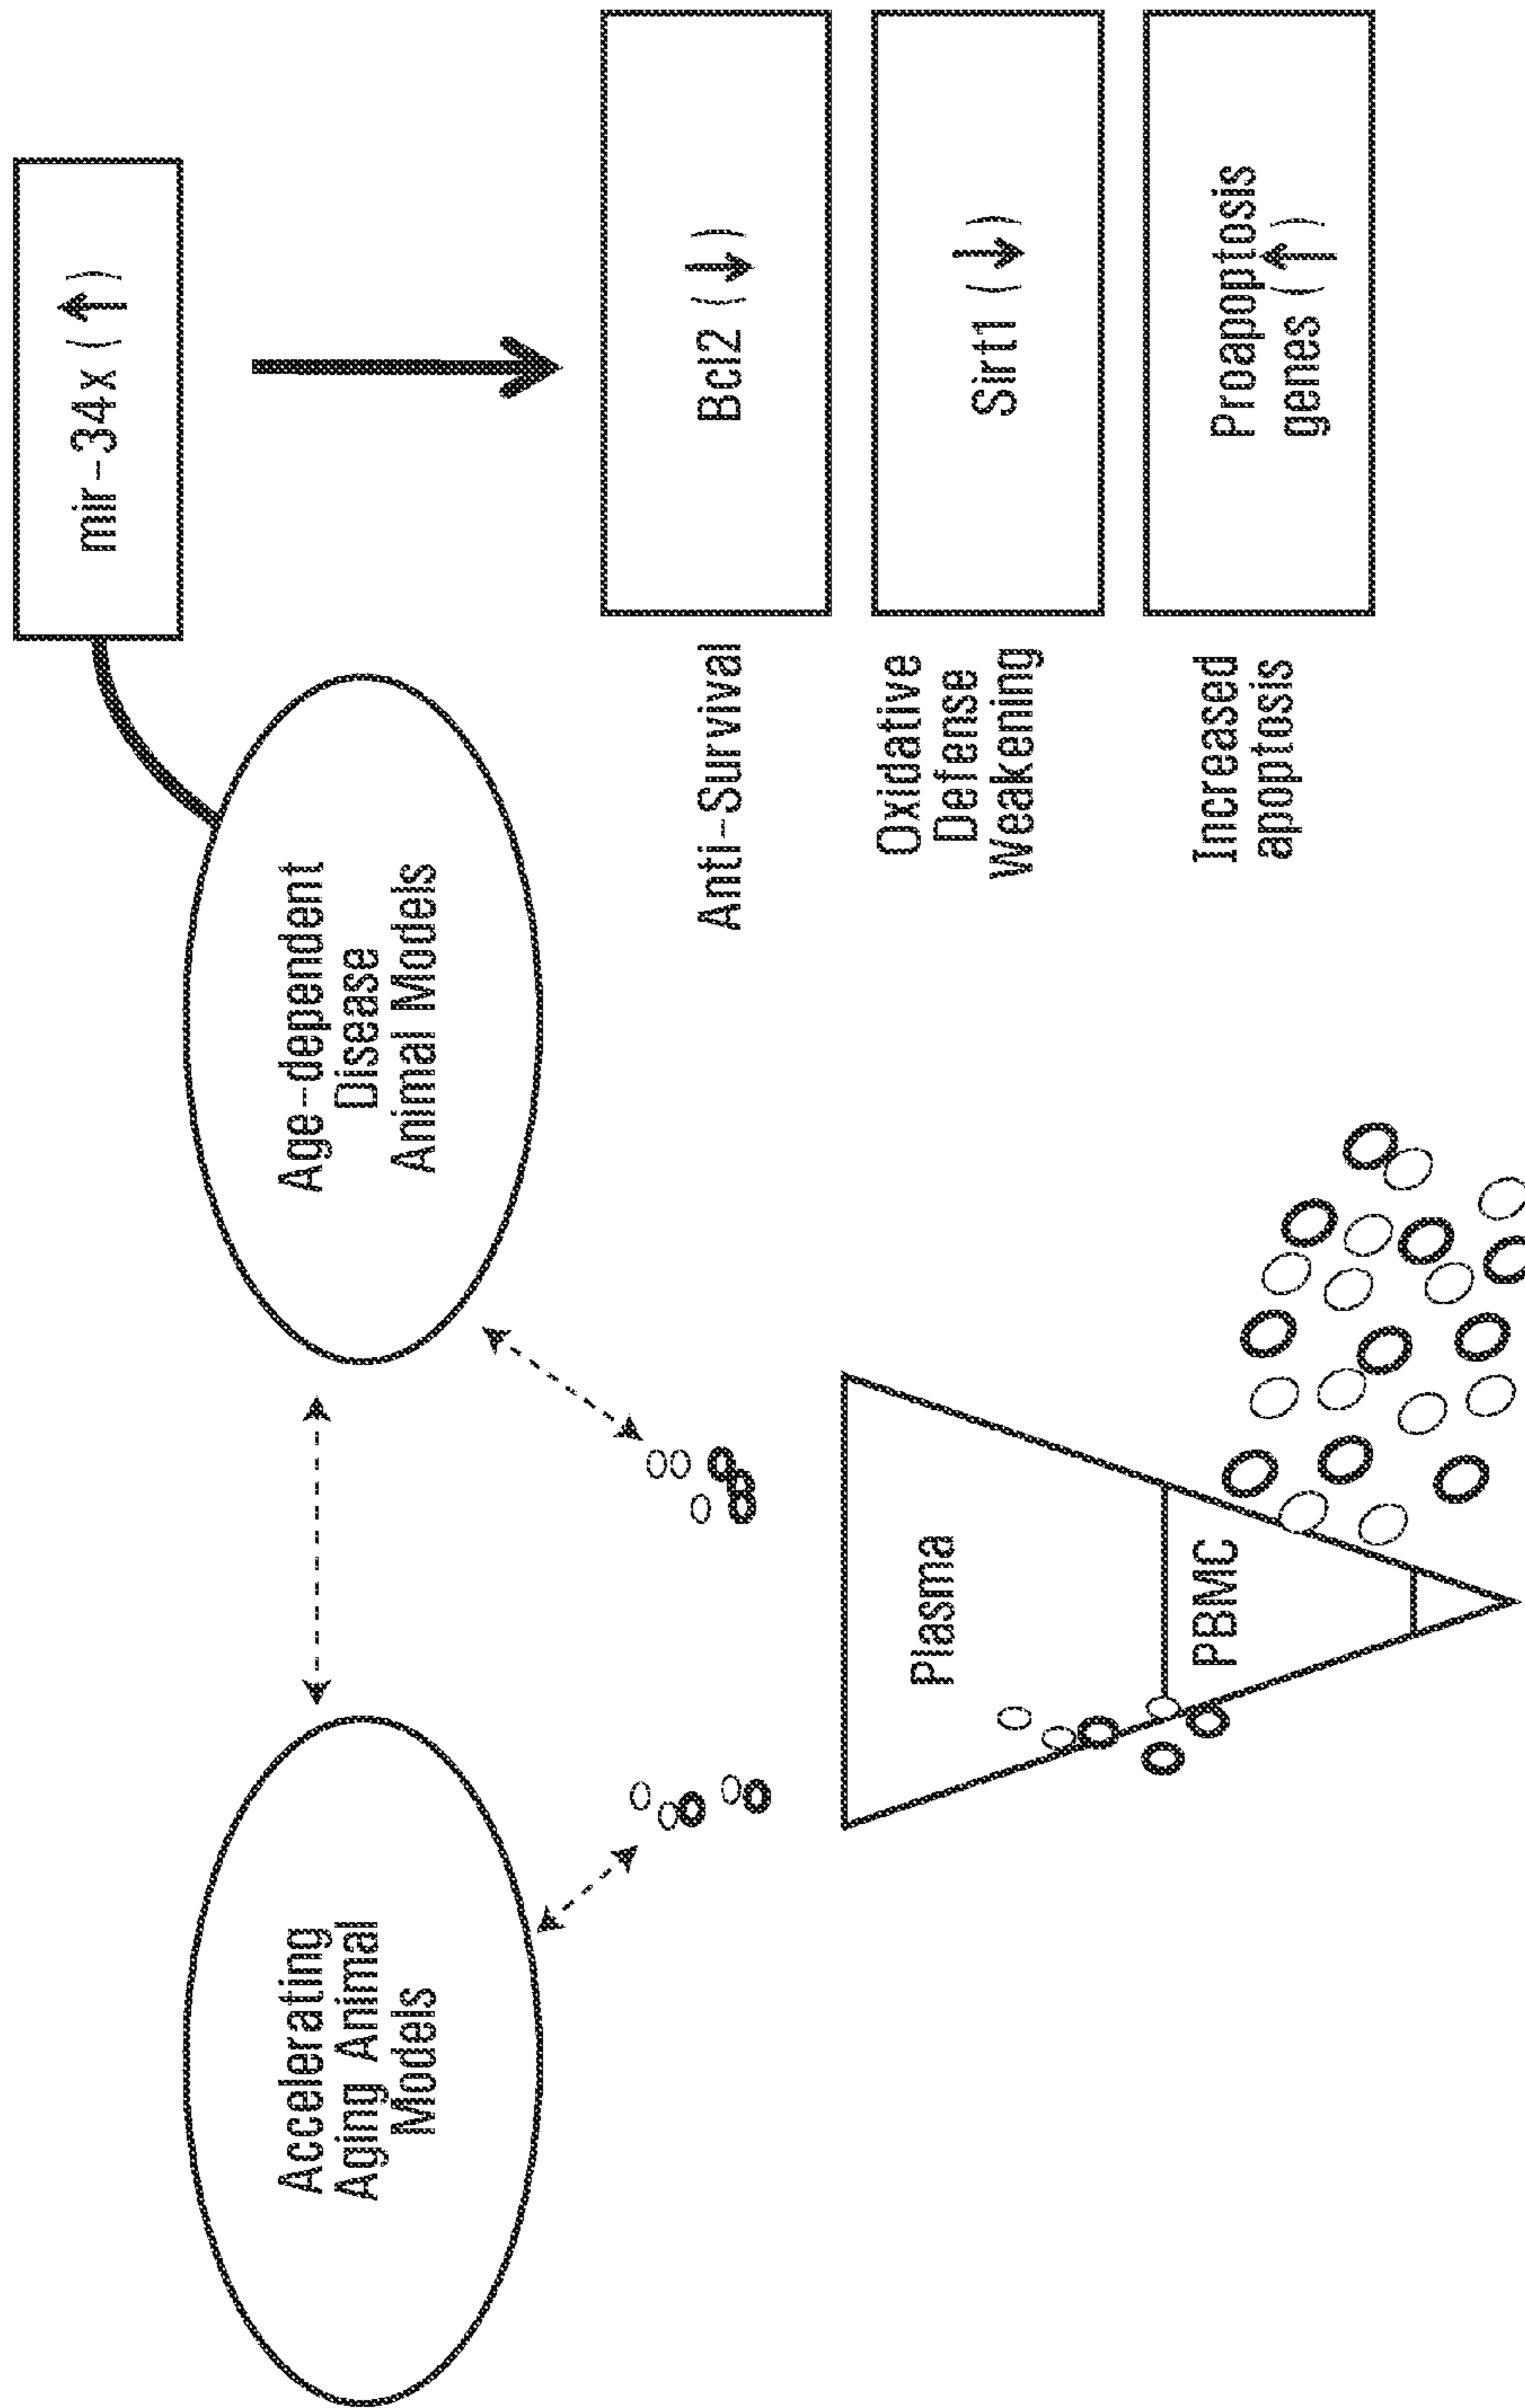 mir-34x (↑)
Accelerating
Aging Animal
Models
Age-dependent
Disease
Animal Models
Anti-Survival
Bcl2 (↓)
Oxidative
Defense
Weakening
Sirt1 (↓)
Increased
apoptosis
Proapoptosis
genes (↑)
Plasma
PBMC